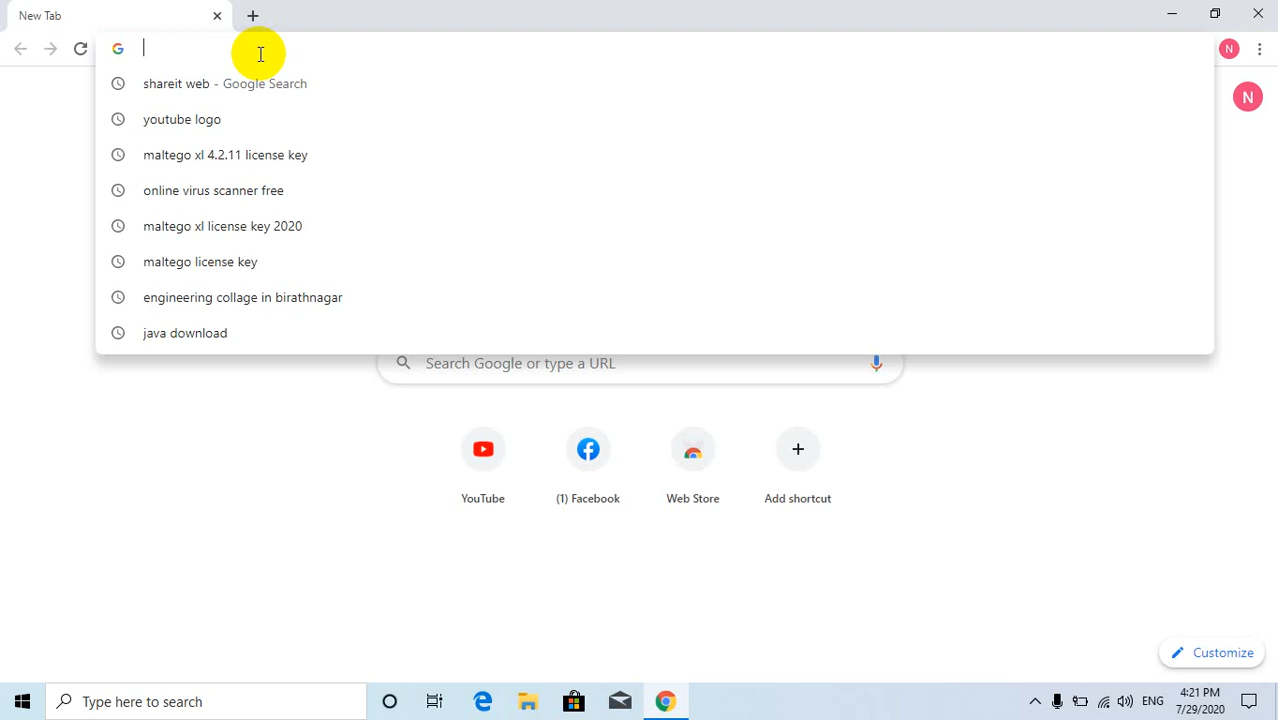 New Tab
shareit web - Google Search
youtube logo
maltego xl 4.2.11 license key
online virus scanner free
maltego xl license key 2020
maltego license key
engineering collage in birathnagar
java download
N
N
Search Google or type a URL
YouTube
(1) Facebook
Web Store
Add shortcut
Customize
Type here to search
ENG
4:21 PM
7/29/2020